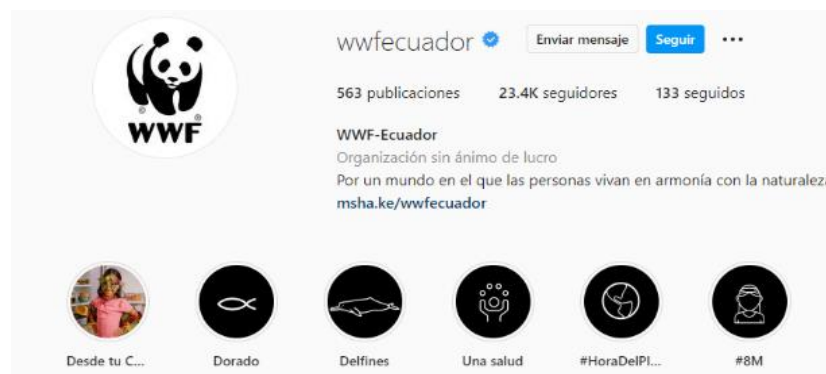 wwfecuador Enviar mensaje Seguir
563 publicaciones 23.4K seguidores 133 seguidos
© ®
WWF
WWF-Ecuador
Organización sin ánimo de lucro
Por un mundo en el que las personas vivan en armonía con la naturaleza
msha.ke/wwfecuador
Desde tu C... Dorado Delfines Una salud #HoraDelPl... #8M